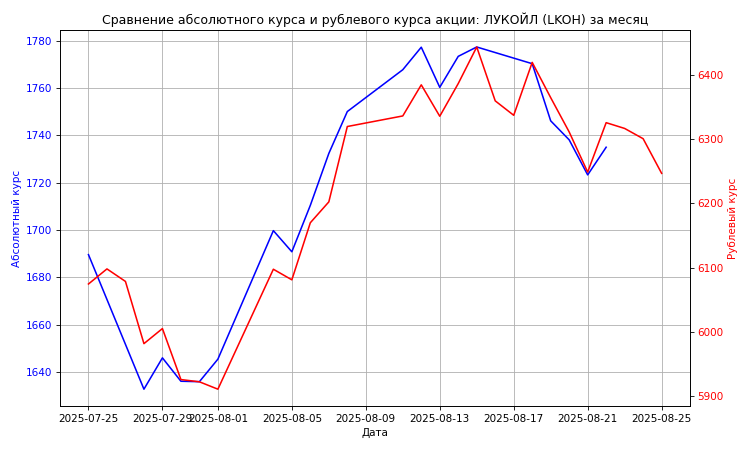 Сравнение абсолютного курса и рублевого курса акции: ЛУКОЙЛ (LKOH) за месяц
1780
1760
1740
1720
1700
1680
1660
1640
Абсолютный курс
6400
6300
6200
6100
6000
5900
Рублевый курс
2025-07-25 2025-07-29 2025-08-01 2025-08-05 2025-08-09 2025-08-13 2025-08-17 2025-08-21 2025-08-25
Дата